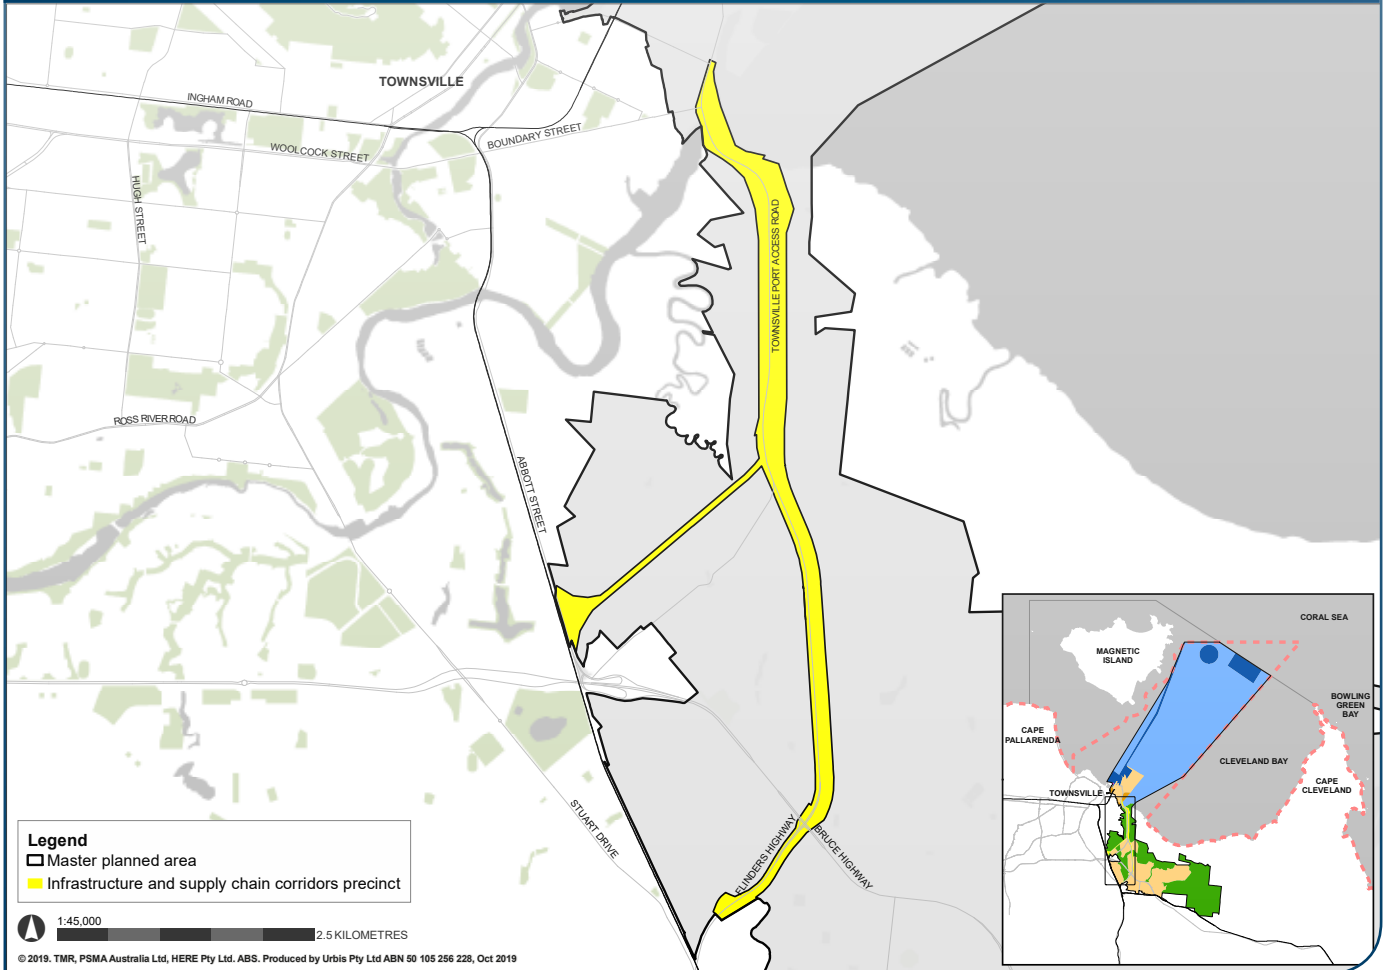 TOWNSVILLE
INGHAM ROAD
BOUNDARY STREET
WOOLCOCK STREET
HUGH STREET
TOWNSVILLE PORT ACCESS ROAD
ROSS RIVER ROAD
ABBOTT STREET
STUART DRIVE
FLINDERS HIGHWAY
BRUCE HIGHWAY
CORAL SEA
MAGNETIC
ISLAND
BOWLING
GREEN
BAY
CAPE
PALLARENDA
CLEVELAND BAY
CAPE
CLEVELAND
TOWNSVILLE
Legend
Master planned area
Infrastructure and supply chain corridors precinct
1:45,000
2.5 KILOMETRES
© 2019. TMR, PSMA Australia Ltd, HERE Pty Ltd. ABS. Produced by Urbis Pty Ltd ABN 50 105 256 228, Oct 2019